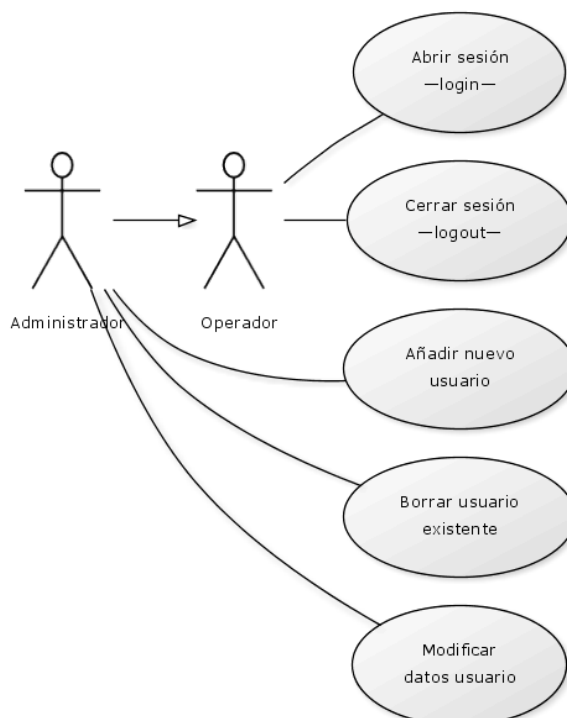 Abrir sesión
—login—
Cerrar sesión
—logout—
Administrador
Operador
Añadir nuevo
usuario
Borrar usuario
existente
Modificar
datos usuario